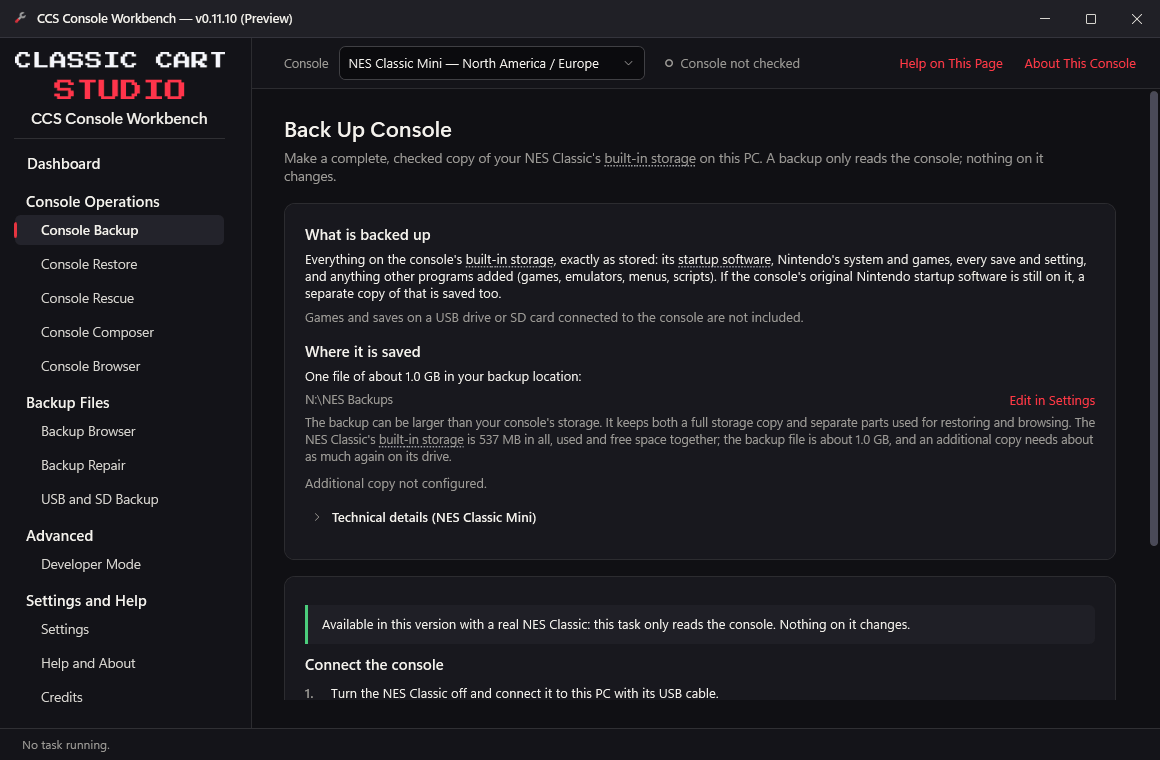 CCS Console Workbench — v0.11.10 (Preview)
CLASSIC CART
STUDIO
CCS Console Workbench
Dashboard
Console Operations
Console Backup
Console Restore
Console Rescue
Console Composer
Console Browser
Backup Files
Backup Browser
Backup Repair
USB and SD Backup
Advanced
Developer Mode
Settings and Help
Settings
Help and About
Credits
Console
NES Classic Mini — North America / Europe
Console not checked
Help on This Page
About This Console
Back Up Console
Make a complete, checked copy of your NES Classic's built-in storage on this PC. A backup only reads the console; nothing on it
changes.
What is backed up
Everything on the console's built-in storage, exactly as stored: its startup software, Nintendo's system and games, every save and setting,
and anything other programs added (games, emulators, menus, scripts). If the console's original Nintendo startup software is still on it, a
separate copy of that is saved too.
Games and saves on a USB drive or SD card connected to the console are not included.
Where it is saved
One file of about 1.0 GB in your backup location:
N:\NES Backups
Edit in Settings
The backup can be larger than your console's storage. It keeps both a full storage copy and separate parts used for restoring and browsing. The
NES Classic's built-in storage is 537 MB in all, used and free space together; the backup file is about 1.0 GB, and an additional copy needs about
as much again on its drive.
Additional copy not configured.
Technical details (NES Classic Mini)
Available in this version with a real NES Classic: this task only reads the console. Nothing on it changes.
Connect the console
1. Turn the NES Classic off and connect it to this PC with its USB cable.
No task running.